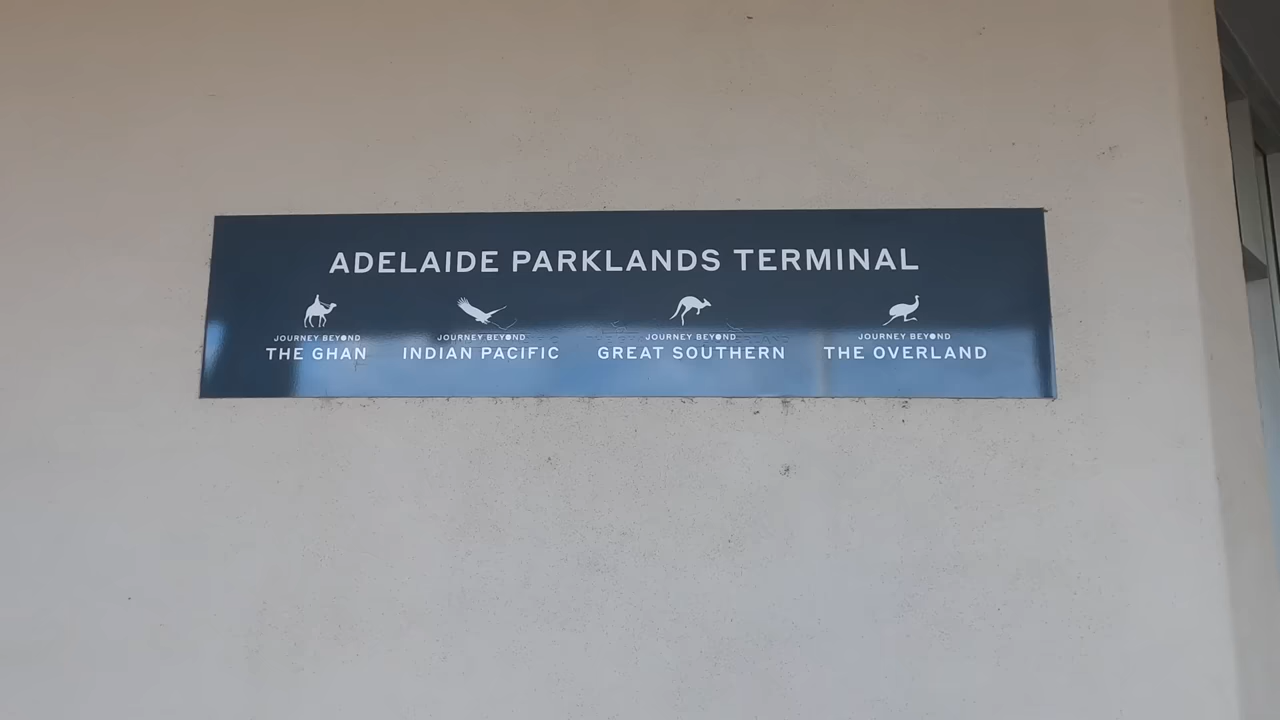 ADELAIDE PARKLANDS TERMINAL
JOURNEY BEYOND
THE GHAN
JOURNEY BEYOND
INDIAN PACIFIC
JOURNEY BEYOND
GREAT SOUTHERN
JOURNEY BEYOND
THE OVERLAND